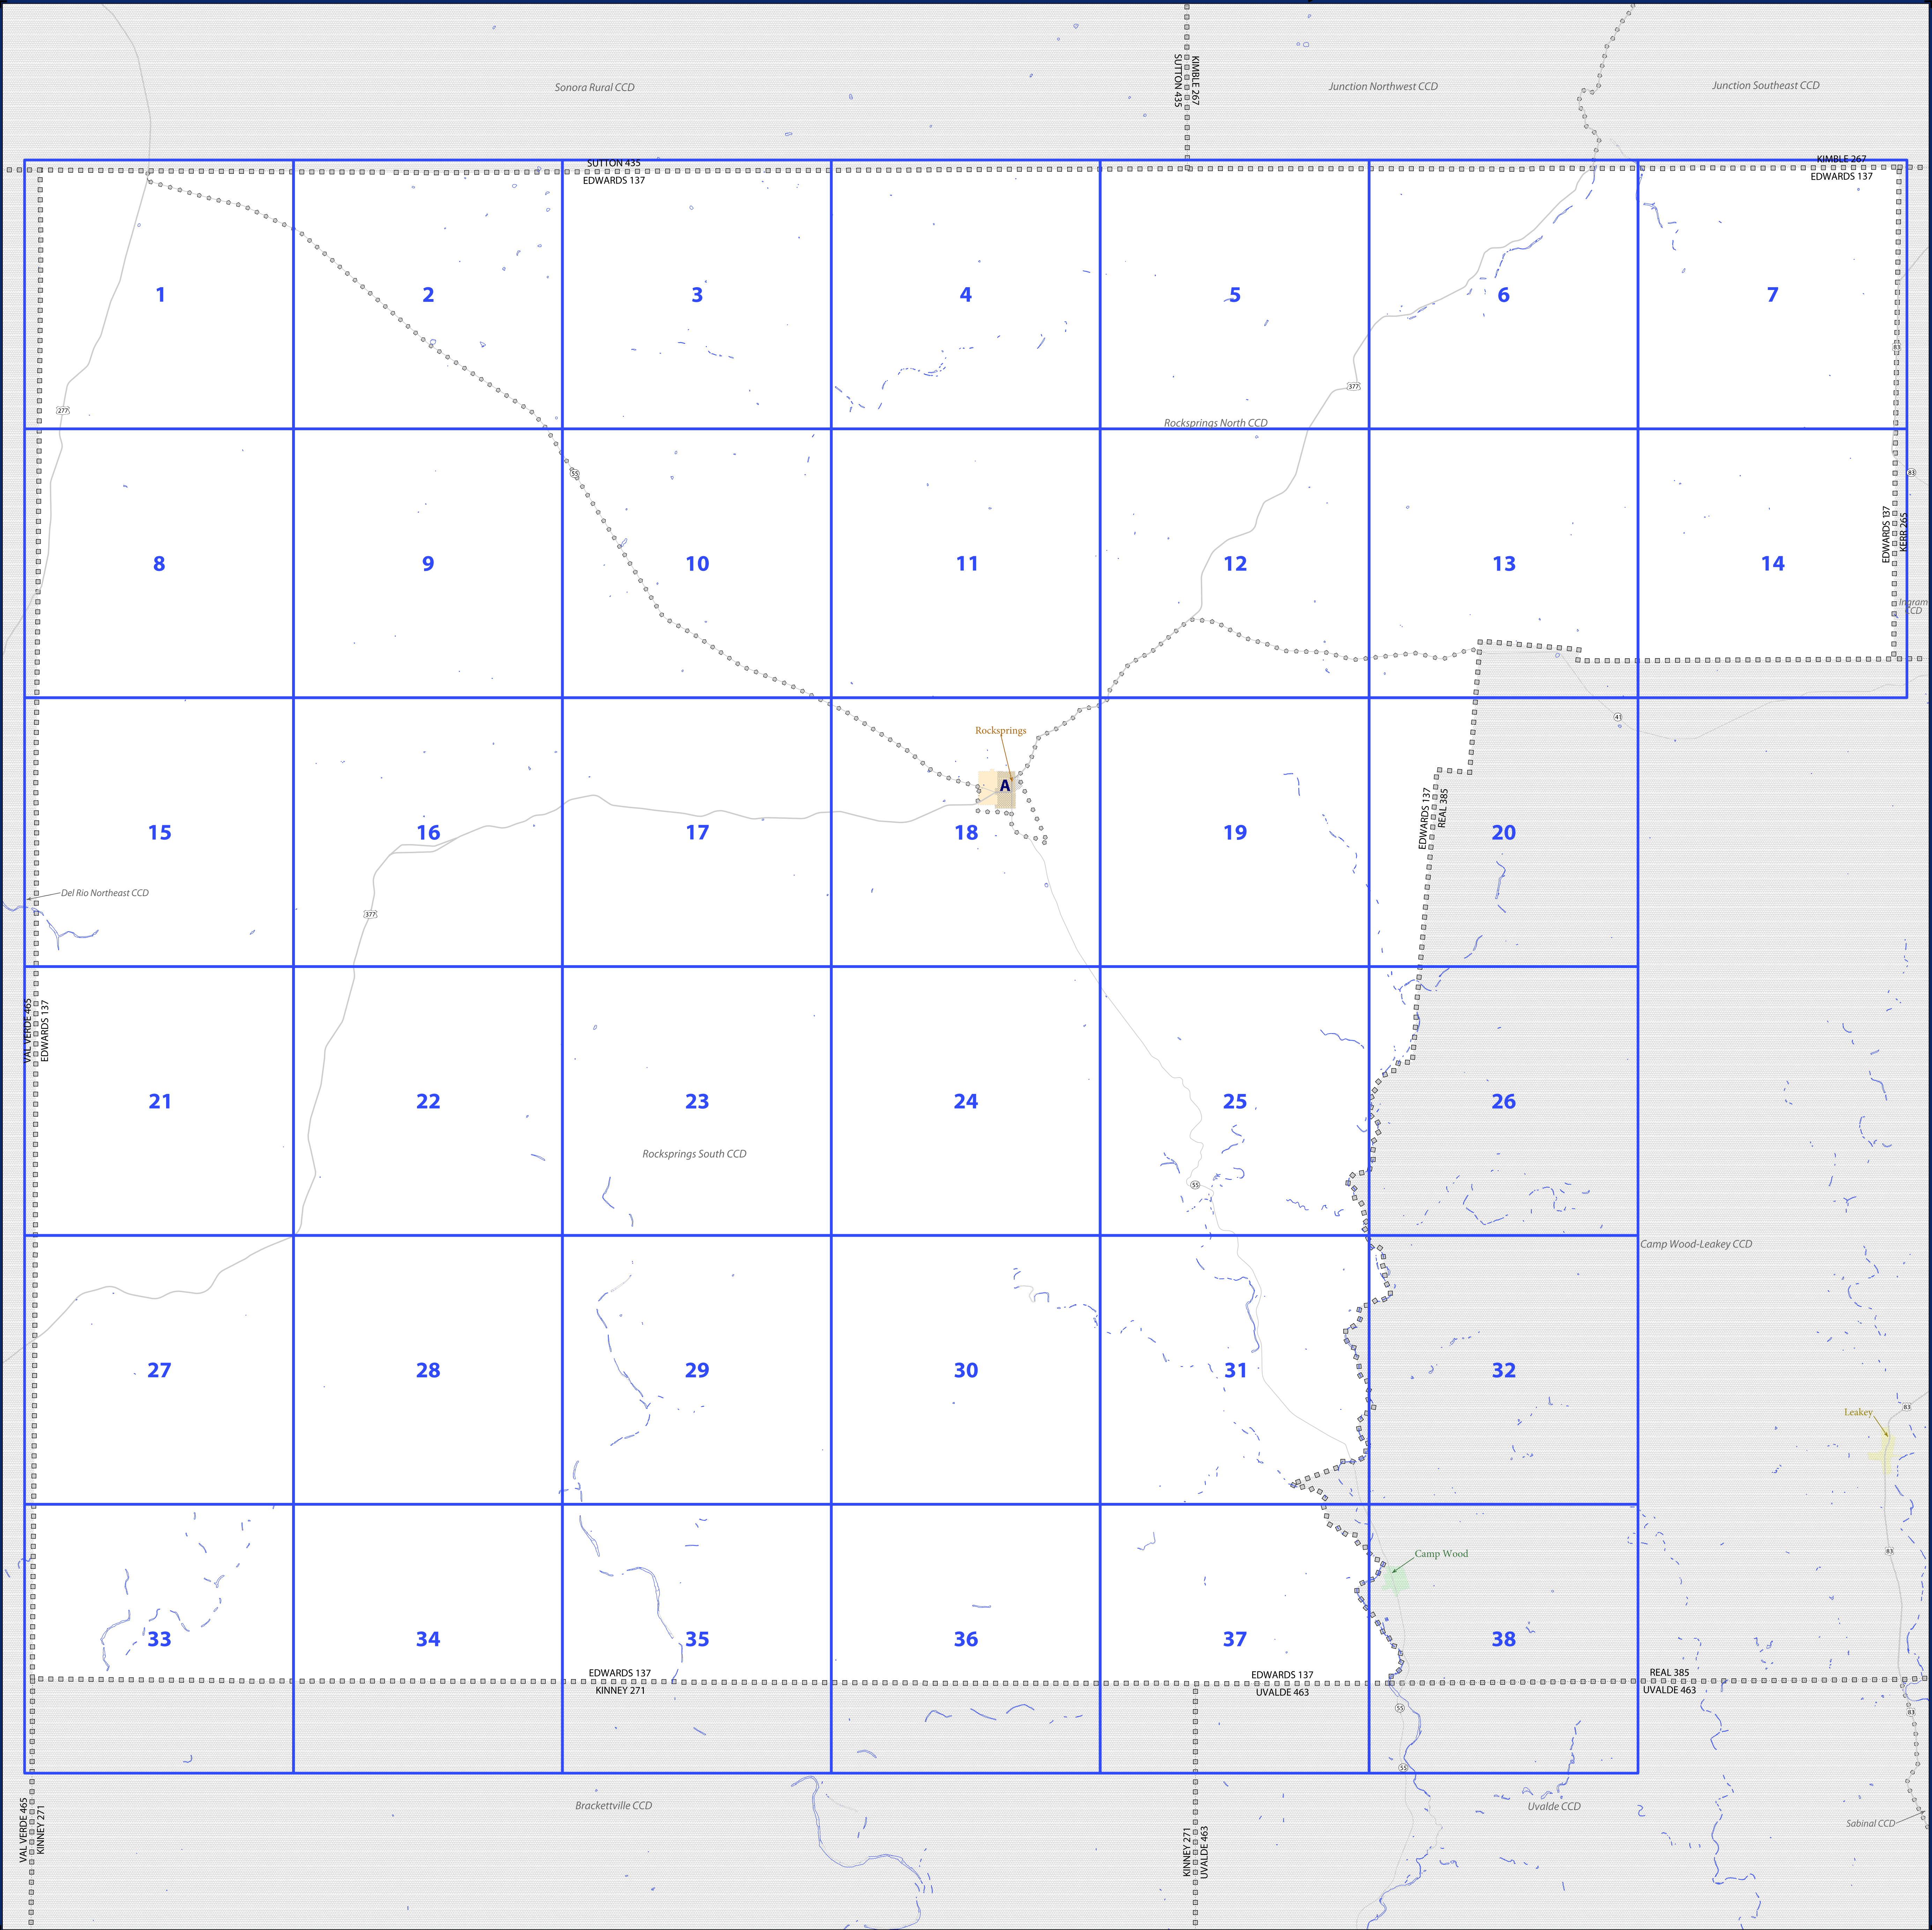 Sonora Rural CCD
SUTTON 435
KIMBLE 267
Junction Northwest CCD
Junction Southeast CCD
SUTTON 435
EDWARDS 137
KIMBLE 267
EDWARDS 137
1
2
3
4
5
6
7
83
277
377
Rocksprings North CCD
55
83
8
9
10
11
12
13
14
EDWARDS 137
KERR 265
Ingram
CCD
41
Rocksprings
A
EDWARDS 137
REAL 385
15
16
17
18
19
20
Del Rio Northeast CCD
377
VAL VERDE 465
EDWARDS 137
21
22
23
24
25
26
Rocksprings South CCD
55
Camp Wood-Leakey CCD
27
28
29
30
31
32
83
Leakey
83
Camp Wood
33
34
35
36
37
38
EDWARDS 137
KINNEY 271
EDWARDS 137
UVALDE 463
REAL 385
UVALDE 463
55
83
55
VAL VERDE 465
KINNEY 271
Brackettville CCD
KINNEY 271
UVALDE 463
Uvalde CCD
Sabinal CCD